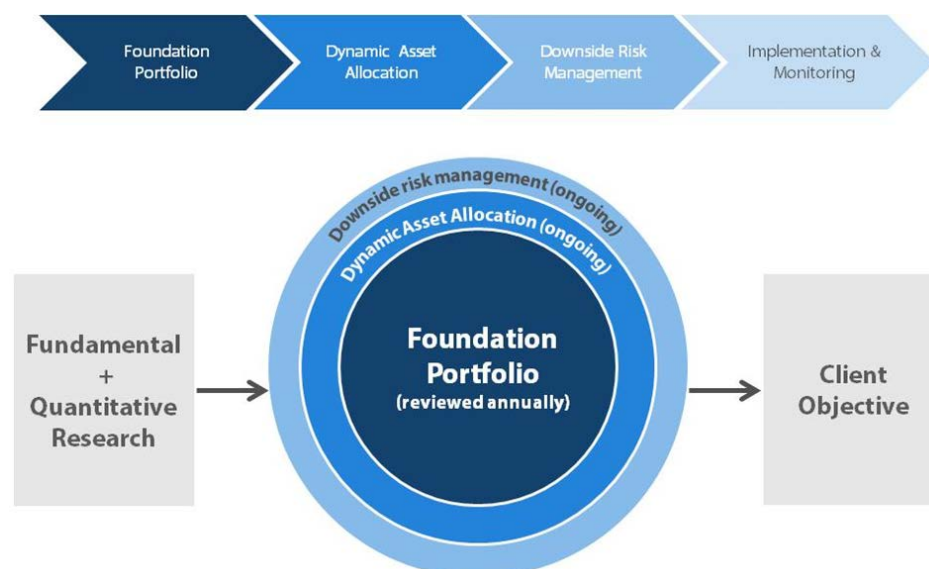 Foundation
Portfolio
Dynamic Asset
Allocation
Downside Risk
Management
Implementation &
Monitoring
Downside risk management (ongoing)
Dynamic Asset Allocation (ongoing)
Foundation
Portfolio
(reviewed annually)
Fundamental
+
Quantitative
Research
Client
Objective